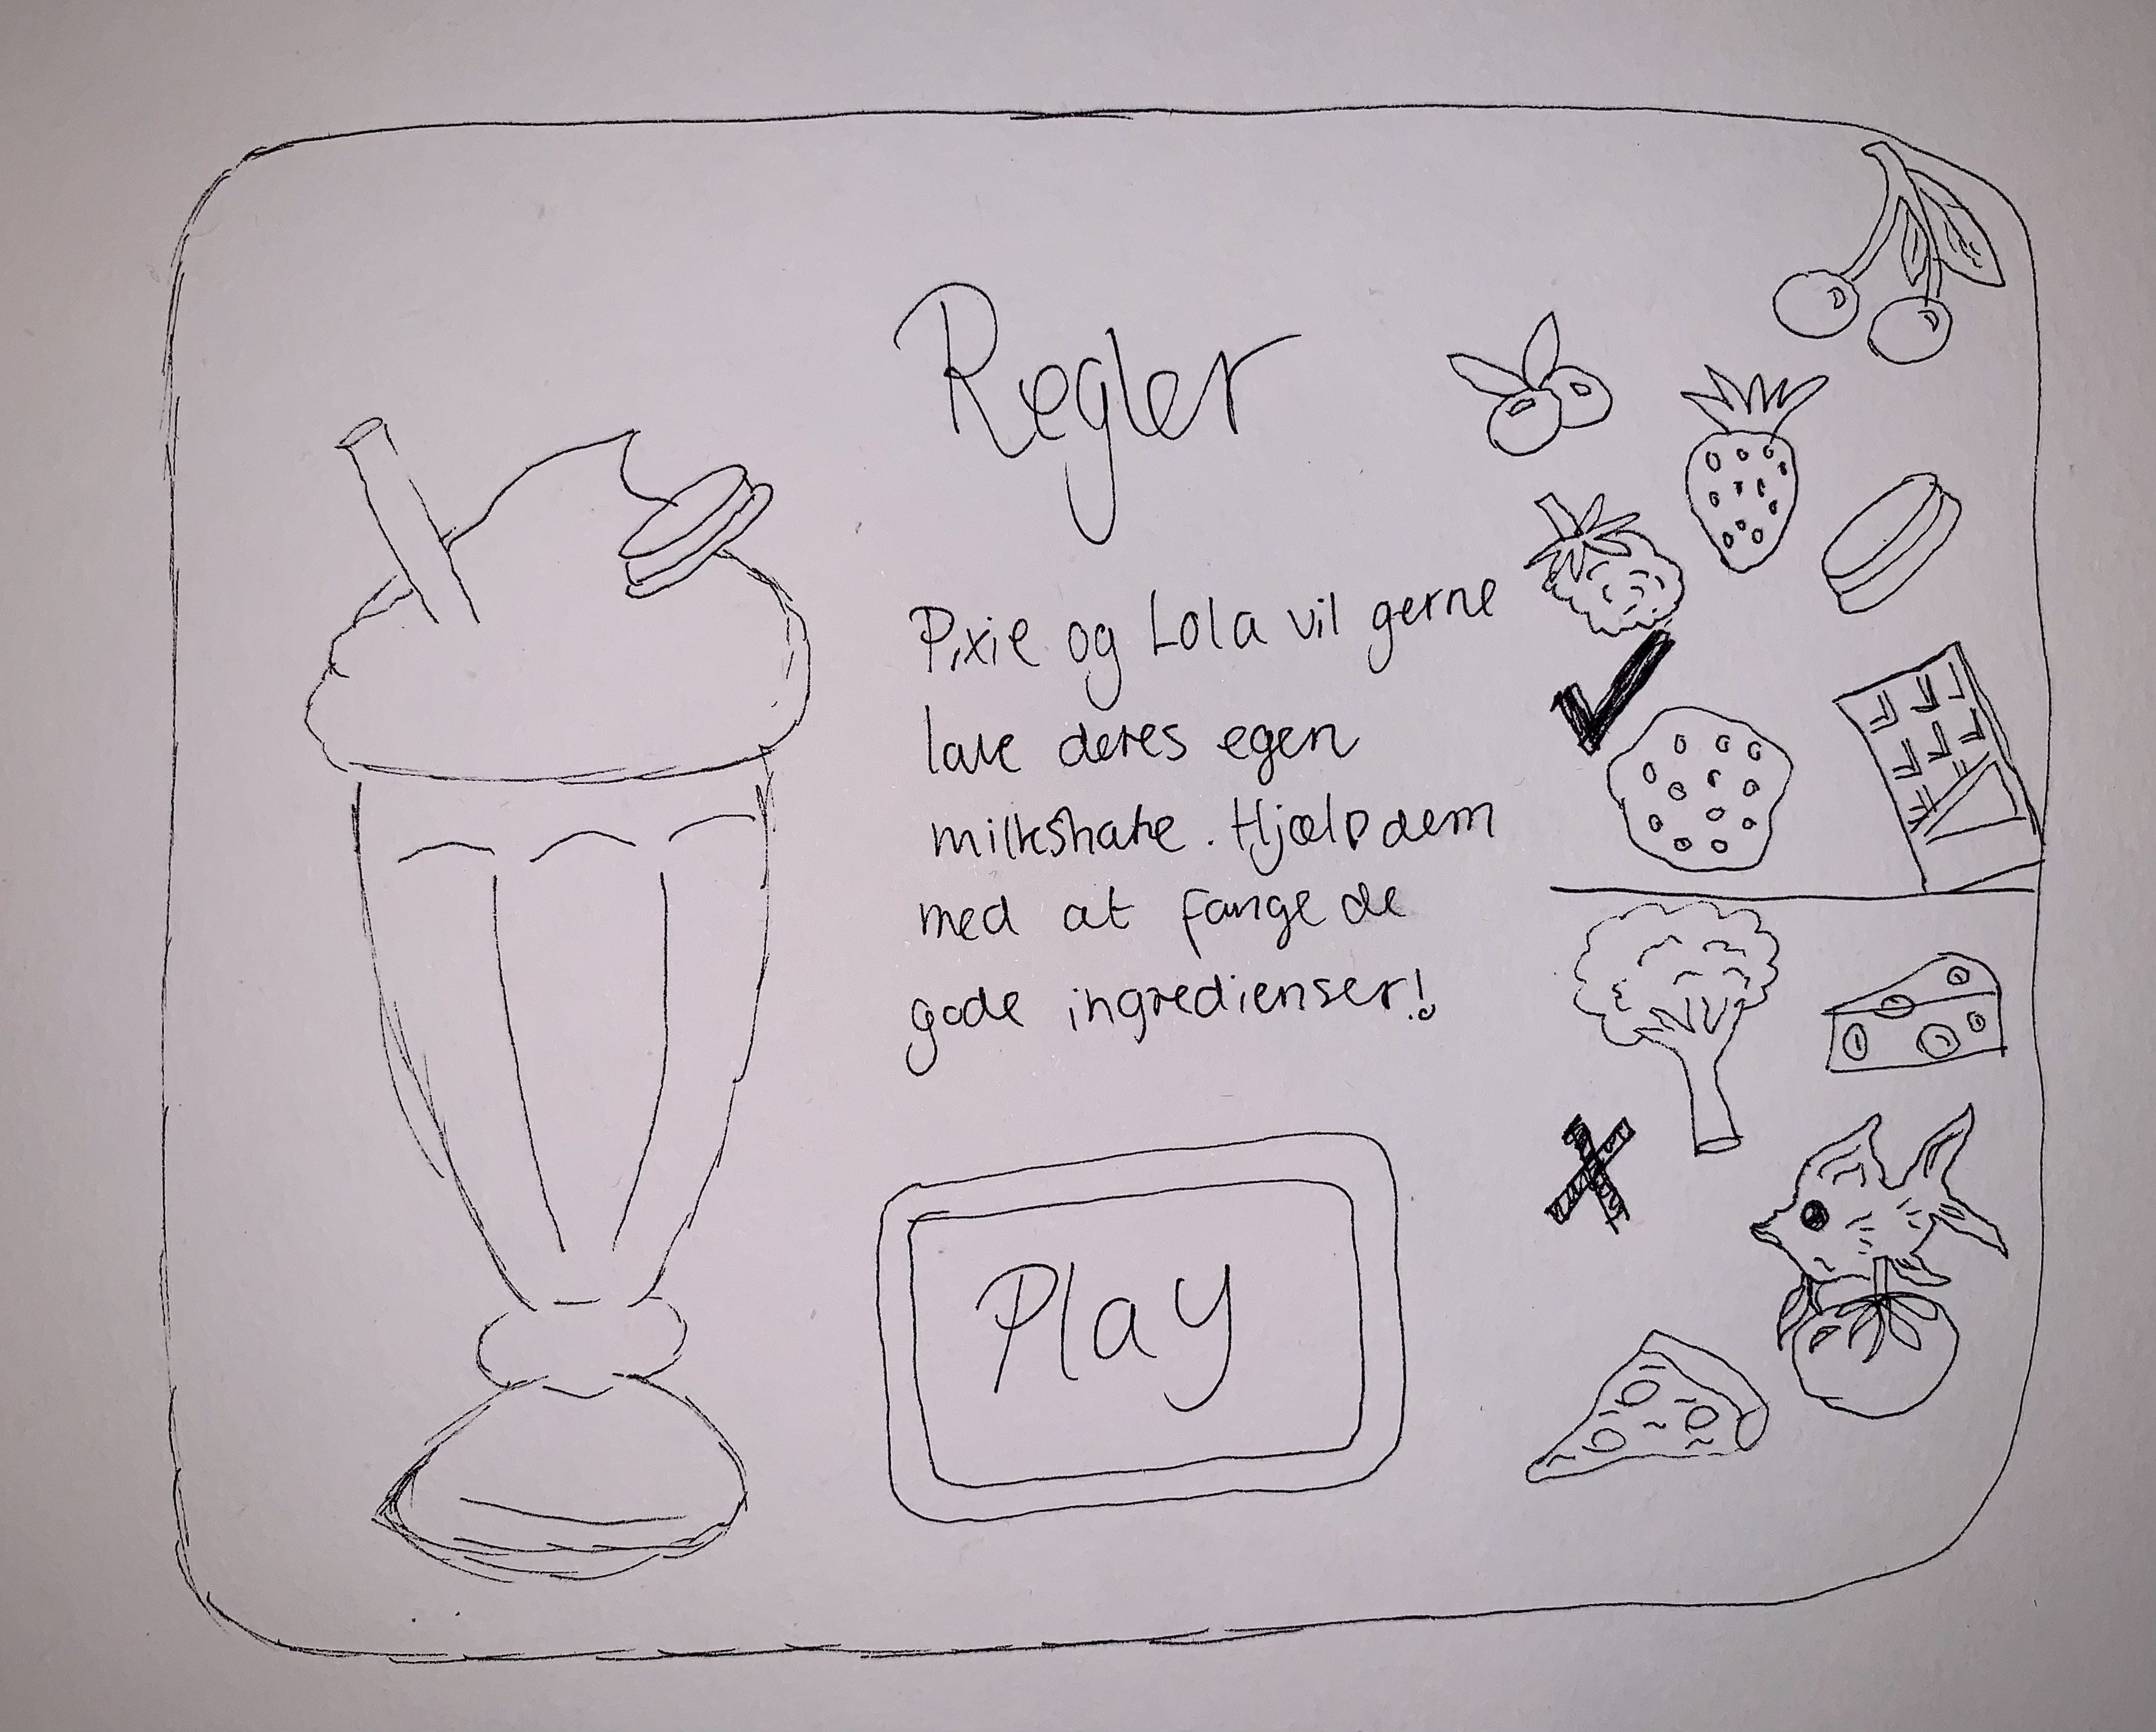 Regler
Pixie og Lola vil gerne
lave deres egen
milkshake. Hjælp dem
med at fange de
gode ingredienser!
Play